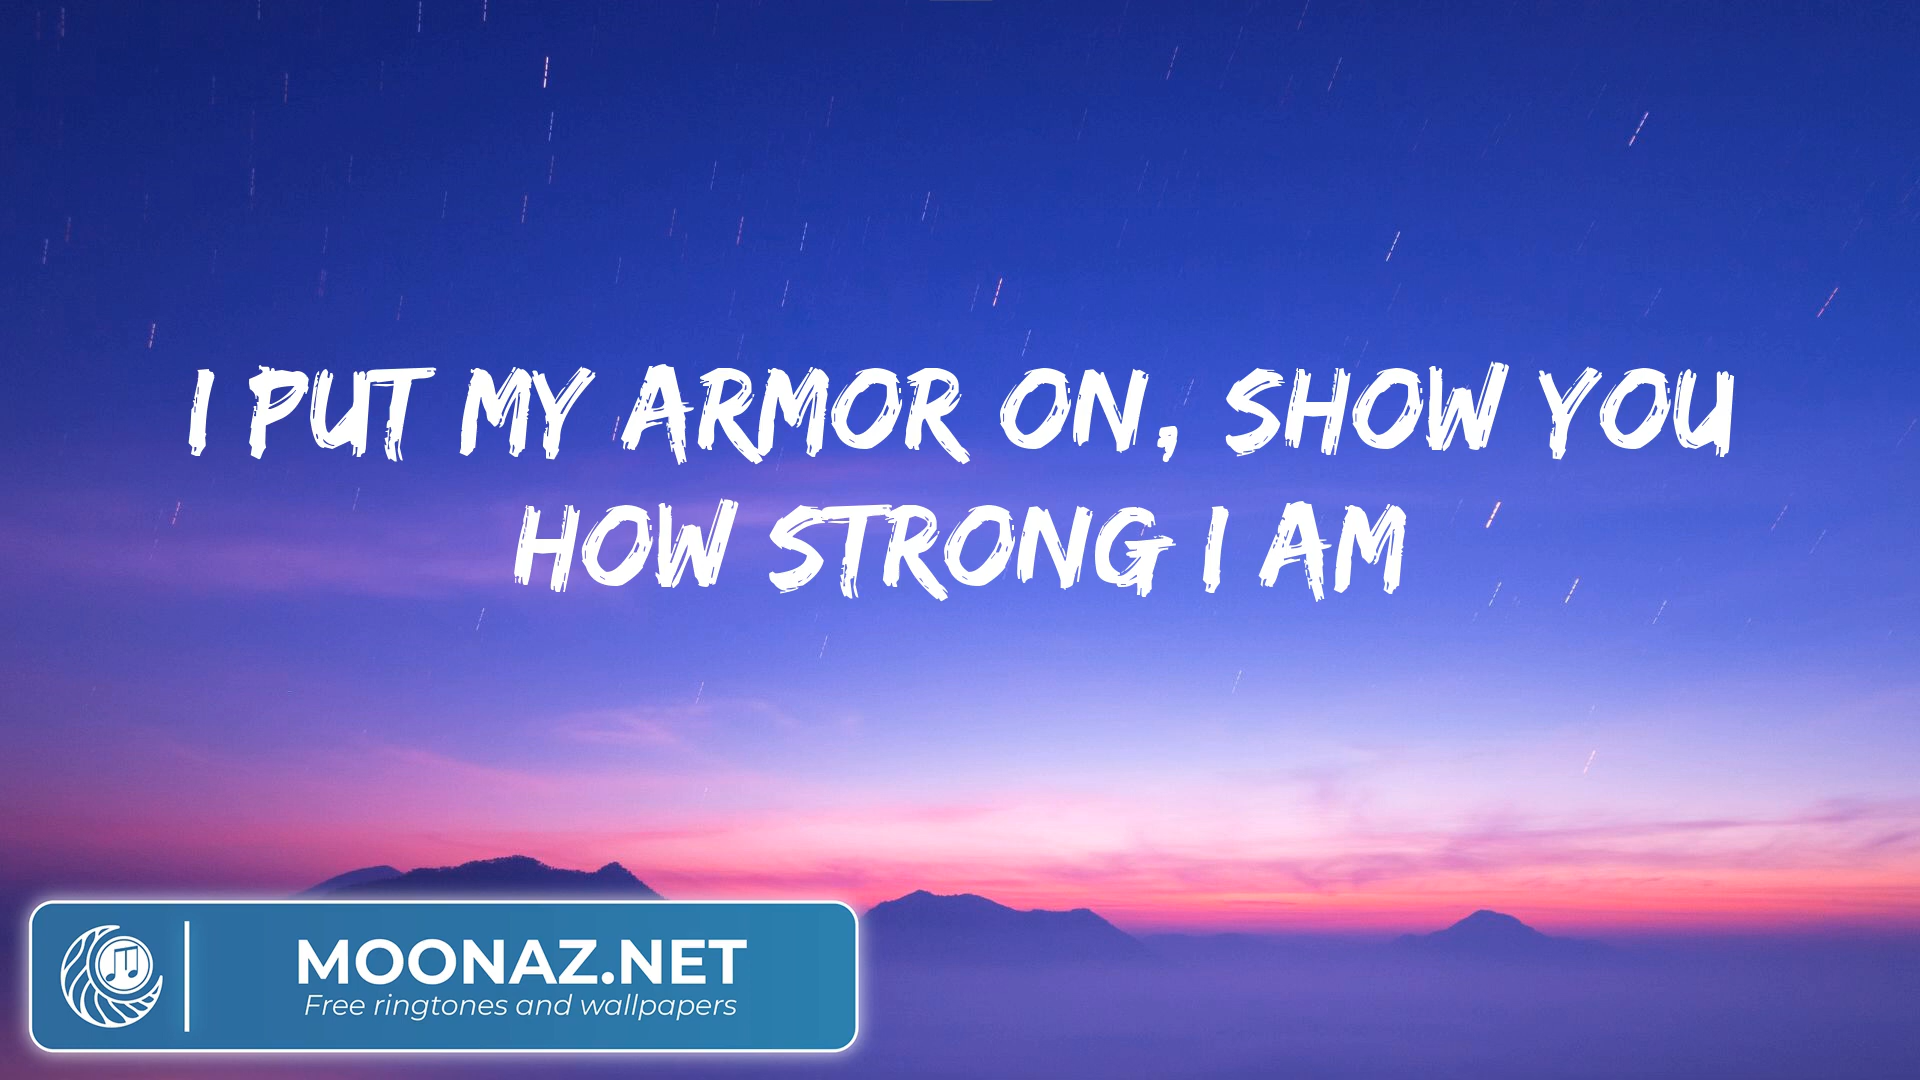 I PUT MY ARMOR ON, SHOW YOU
HOW STRONG I AM
MOONAZ.NET
Free ringtones and wallpapers